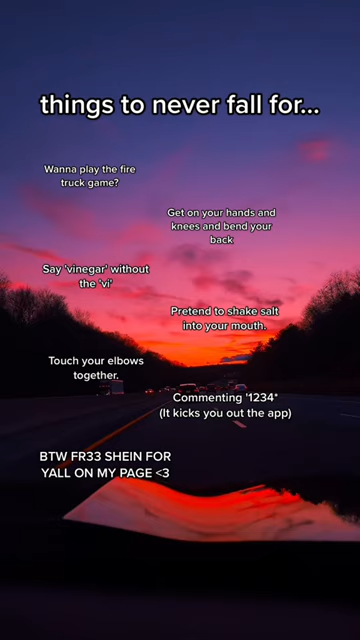 things to never fall for...
Wanna play the fire
truck game?
Get on your hands and
knees and bend your
back
Say 'vinegar' without
the 'vi'
Pretend to shake salt
into your mouth.
Touch your elbows
together.
Commenting '1234"
(It kicks you out the app)
BTW FR33 SHEIN FOR
YALL ON MY PAGE <3